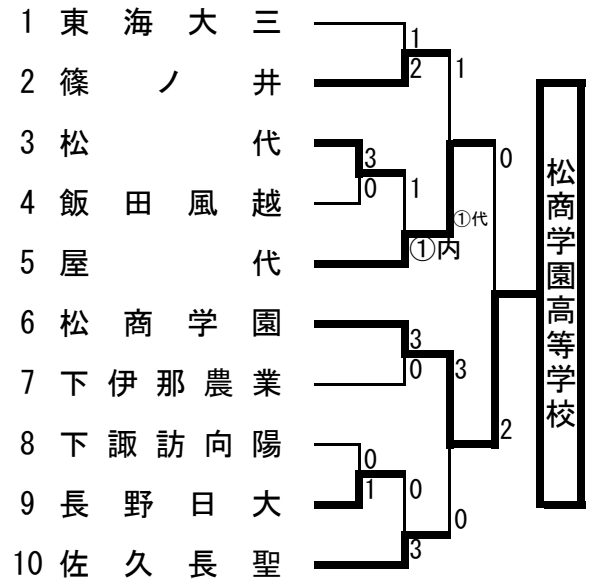 1 東海大三
2 篠ノ井
3 松代
4 飯田風越
5 屋代
6 松商学園
7 下伊那農業
8 下諏訪向陽
9 長野日大
10 佐久長聖
1
2
3
0
1
①内
1
①代
3
0
0
1
0
3
3
0
0
2
松商学園高等学校